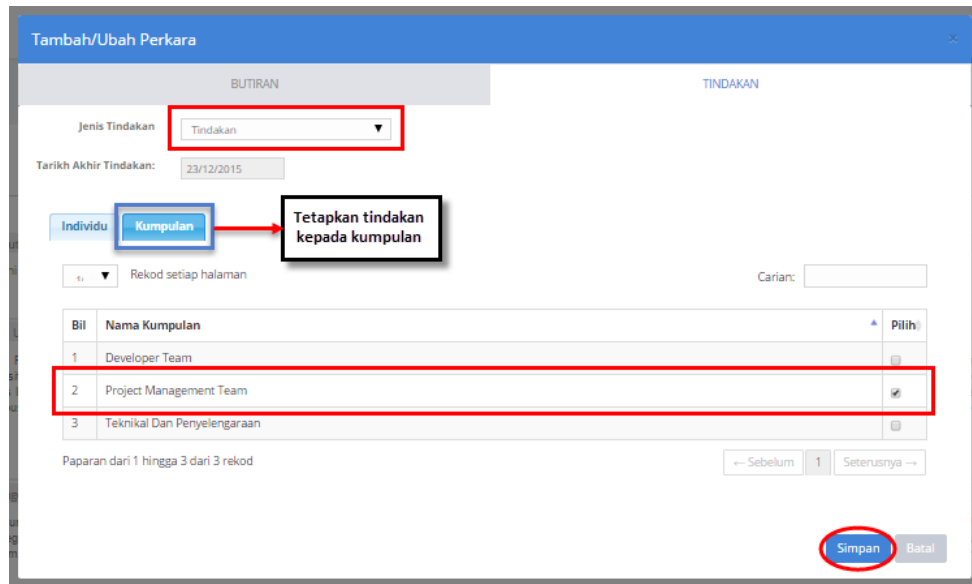 Tambah/Ubah Perkara
×
BUTIRAN TINDAKAN
Jenis Tindakan Tindakan
Tarikh Akhir Tindakan: 23/12/2015
Individu Kumpulan
Tetapkan tindakan
kepada kumpulan
Rekod setiap halaman Carian:
Bil Nama Kumpulan Pilih
1 Developer Team
2 Project Management Team
3 Teknikal Dan Penyelengaraan
Paparan dari 1 hingga 3 dari 3 rekod ← Sebelum 1 Seterusnya →
Simpan Batal